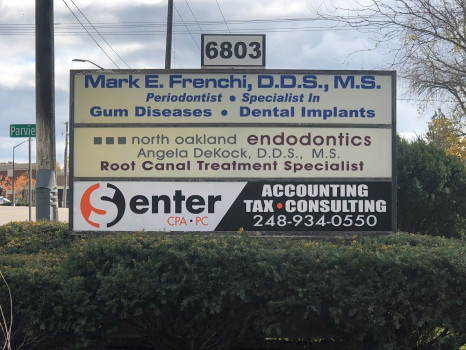 6803
Mark E. Frenchi, D.D.S., M.S.
Periodontist • Specialist In
Gum Diseases • Dental Implants
north oakland endodontics
Angela DeKock, D.D.S., M.S.
Root Canal Treatment Specialist
Parvie
Senter
CPA • PC
ACCOUNTING
TAX • CONSULTING
248-934-0550